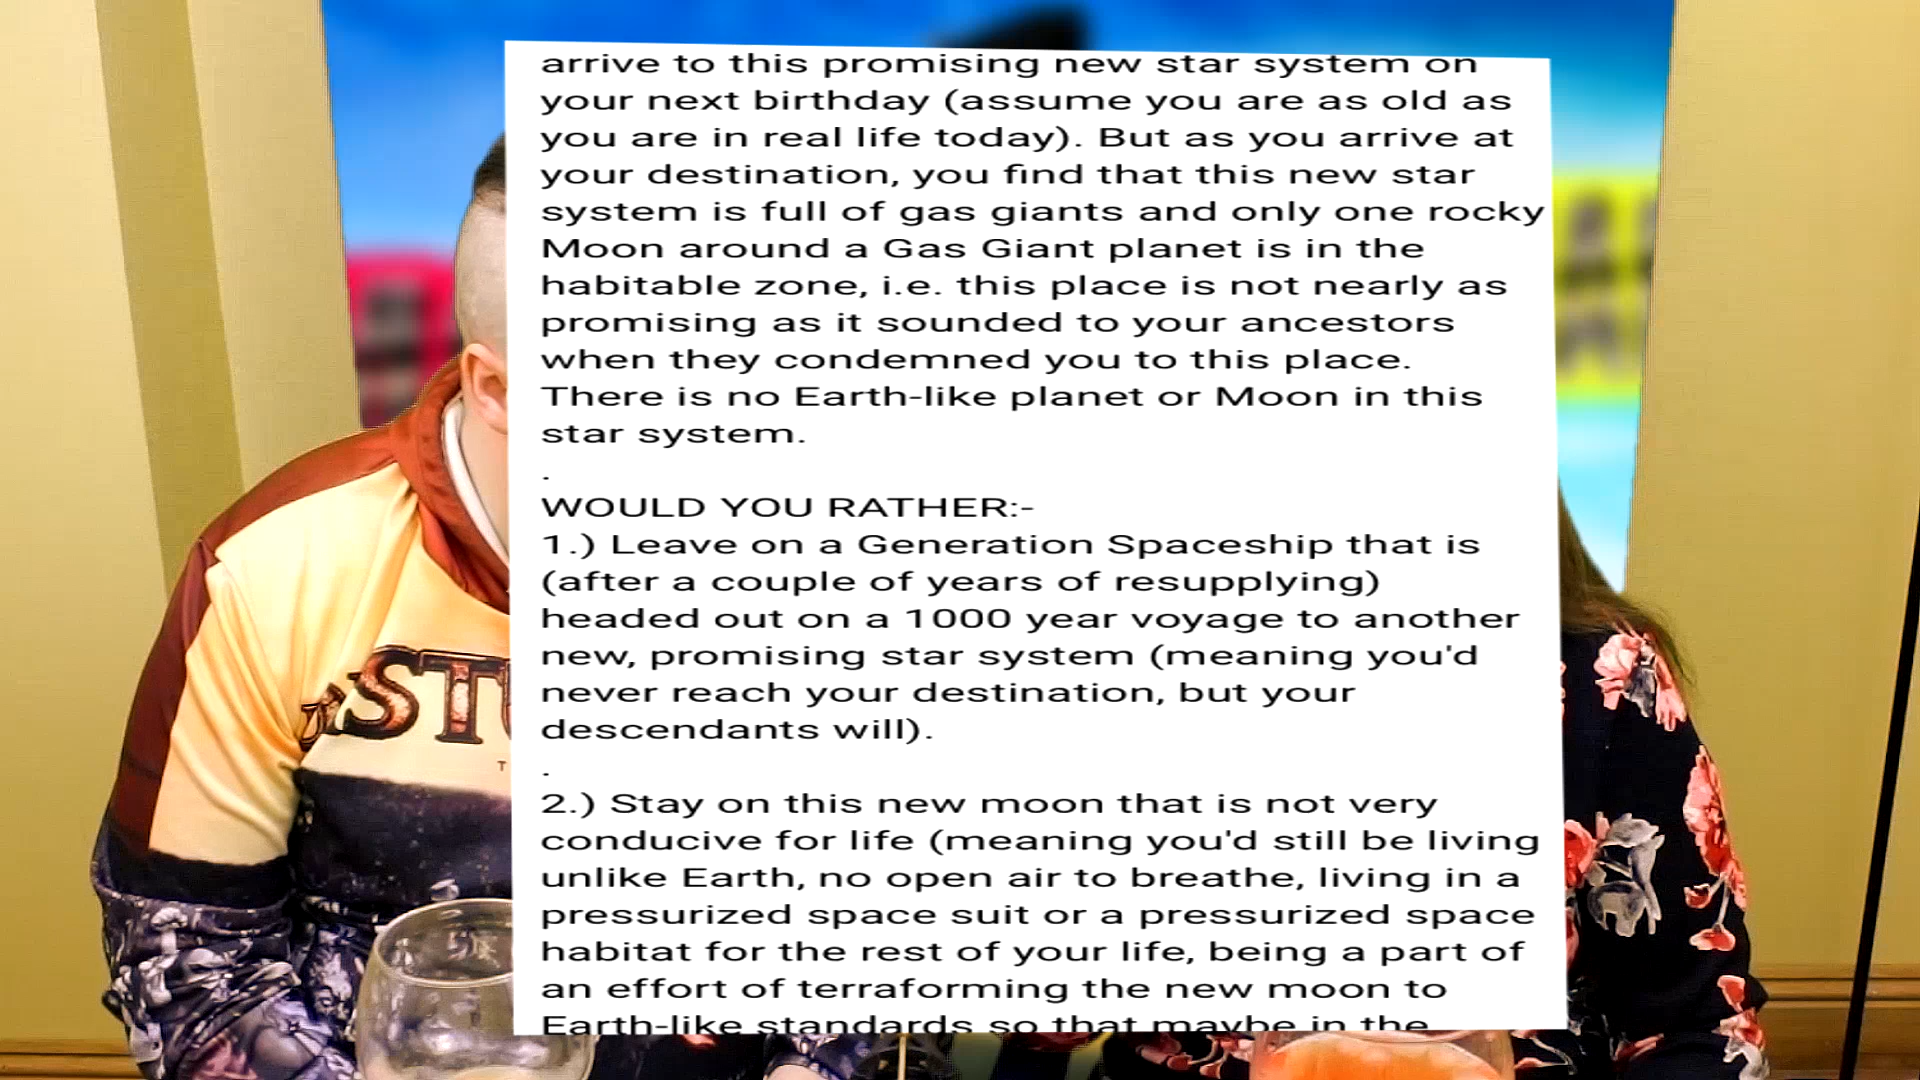 arrive to this promising new star system on
your next birthday (assume you are as old as
you are in real life today). But as you arrive at
your destination, you find that this new star
system is full of gas giants and only one rocky
Moon around a Gas Giant planet is in the
habitable zone, i.e. this place is not nearly as
promising as it sounded to your ancestors
when they condemned you to this place.
There is no Earth-like planet or Moon in this
star system.
.
WOULD YOU RATHER:-
1.) Leave on a Generation Spaceship that is
(after a couple of years of resupplying)
headed out on a 1000 year voyage to another
new, promising star system (meaning you'd
never reach your destination, but your
descendants will).
.
2.) Stay on this new moon that is not very
conducive for life (meaning you'd still be living
unlike Earth, no open air to breathe, living in a
pressurized space suit or a pressurized space
habitat for the rest of your life, being a part of
an effort of terraforming the new moon to
Earth-like standards so that maybe in the